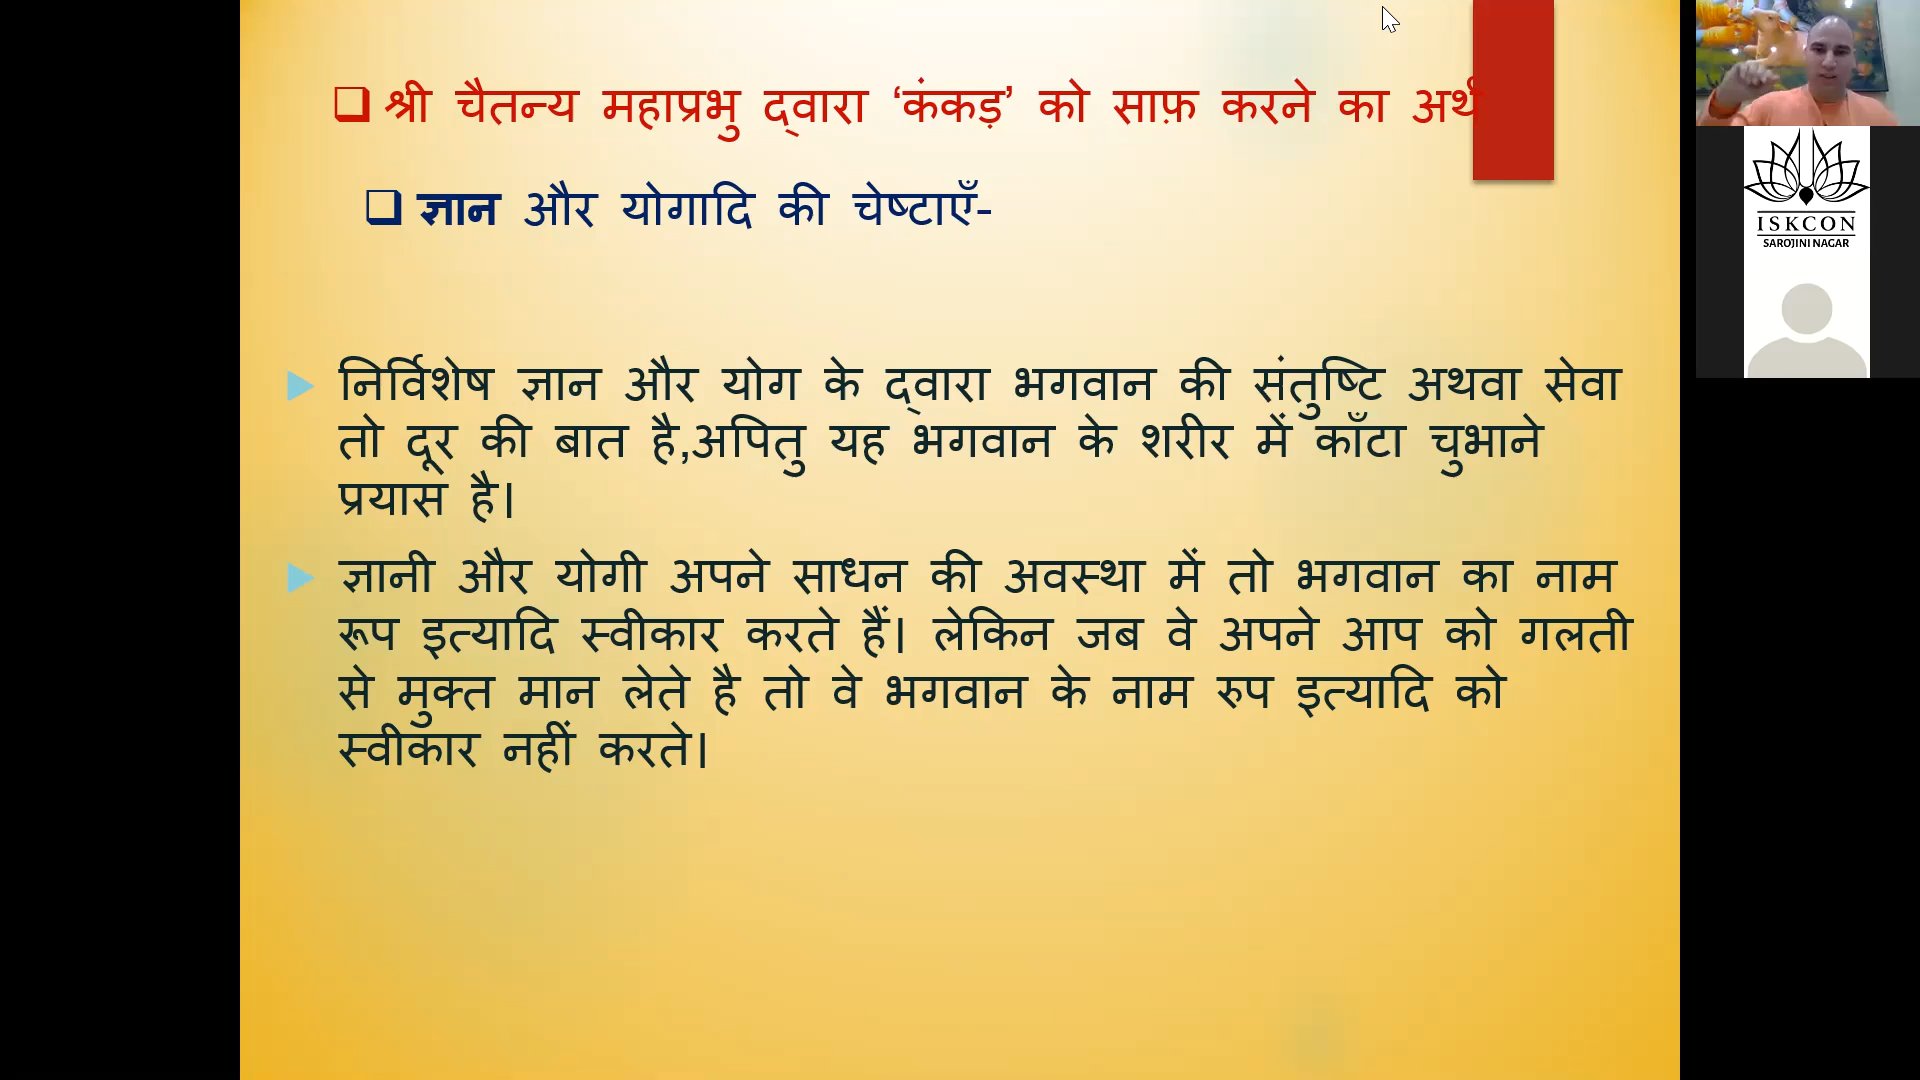 श्री चैतन्य महाप्रभु द्वारा ‘कंकड़’ को साफ़ करने का अर्थ
ज्ञान और योगादि की चेष्टाएँ-
निर्विशेष ज्ञान और योग के द्वारा भगवान की संतुष्टि अथवा सेवा
तो दूर की बात है,अपितु यह भगवान के शरीर में काँटा चुभाने
प्रयास है।
ज्ञानी और योगी अपने साधन की अवस्था में तो भगवान का नाम
रूप इत्यादि स्वीकार करते हैं। लेकिन जब वे अपने आप को गलती
से मुक्त मान लेते है तो वे भगवान के नाम रुप इत्यादि को
स्वीकार नहीं करते।
ISKCON
SAROJINI NAGAR